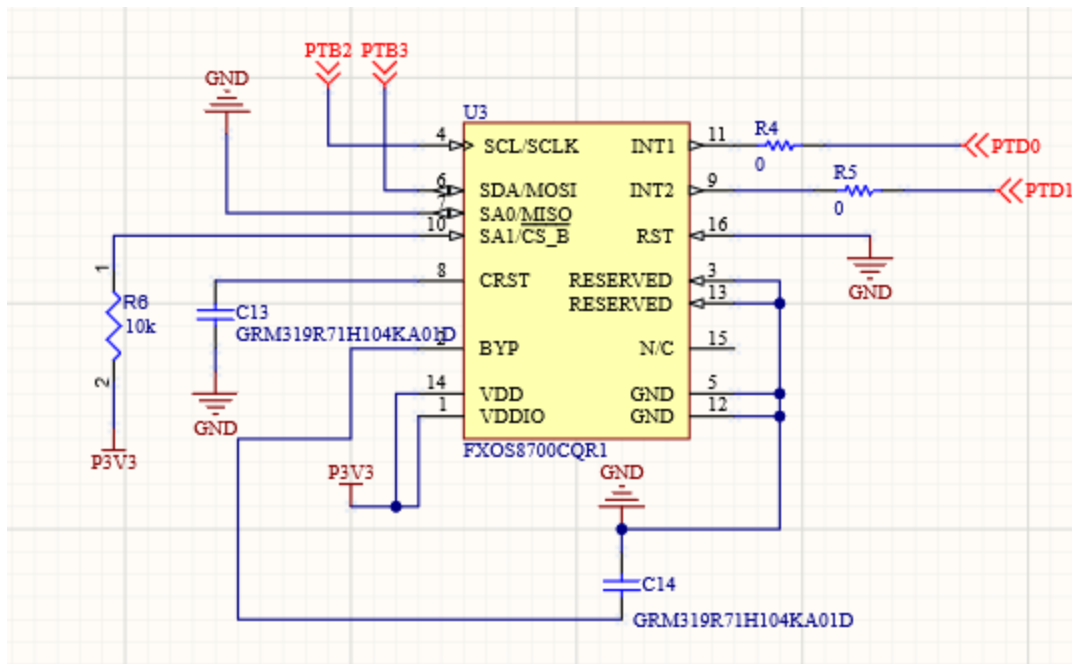 PTB2 PTB3
GND
U3
4 SCL/SCLK INT1 11 R4 PTD0
0
6 SDA/MOSI INT2 9 R5 PTD1
0
7 SA0/MISO
10 SA1/CS_B RST 16
GND
8 CRST RESERVED 3
RESERVED 13
1
R6
10k
2
C13
GRM319R71H104KA01D
GND
P3V3
2 BYP N/C 15
14 VDD GND 5
1 VDDIO GND 12
FXOS8700CQR1
P3V3
GND
C14
GRM319R71H104KA01D